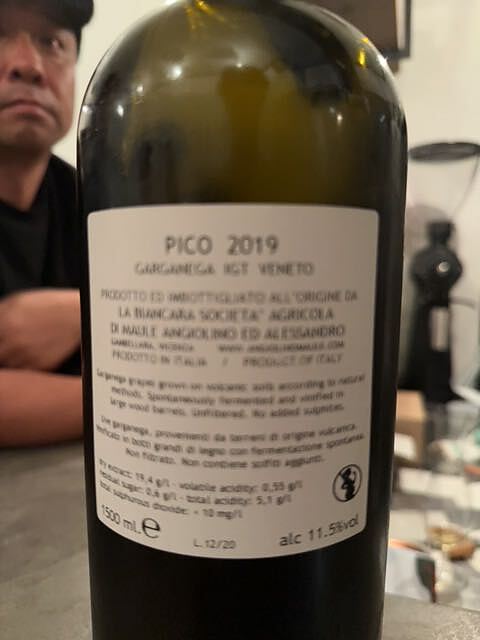 PICO 2019
GARGANEGA IGT VENETO
PRODOTTO ED IMBOTTIGLIATO ALL'ORIGINE DA
LA BIANCARA SOCIETA' AGRICOLA
DI MAULE ANGIOLINO ED ALESSANDRO
GAMBELLARA, VICENZA WWW.ANGIOLINOMAULE.COM
PRODOTTO IN ITALIA / PRODUCT OF ITALY
Garganega grapes grown on volcanic soils according to natural
methods. Spontaneously fermented and vinified in
large wood barrels. Unfiltered. No added sulphites.
Uve garganega, provenienti da terreni di origine vulcanica.
Vinificato in botti grandi di legno con fermentazione spontanea.
Non filtrato. Non contiene solfiti aggiunti.
dry extract: 19,4 g/l - volatile acidity: 0,55 g/l
residual sugar: 0,6 g/l - total acidity: 5,1 g/l
total sulphurous dioxide: < 10 mg/l
1500 ml. e
L.12/20
alc 11.5%vol